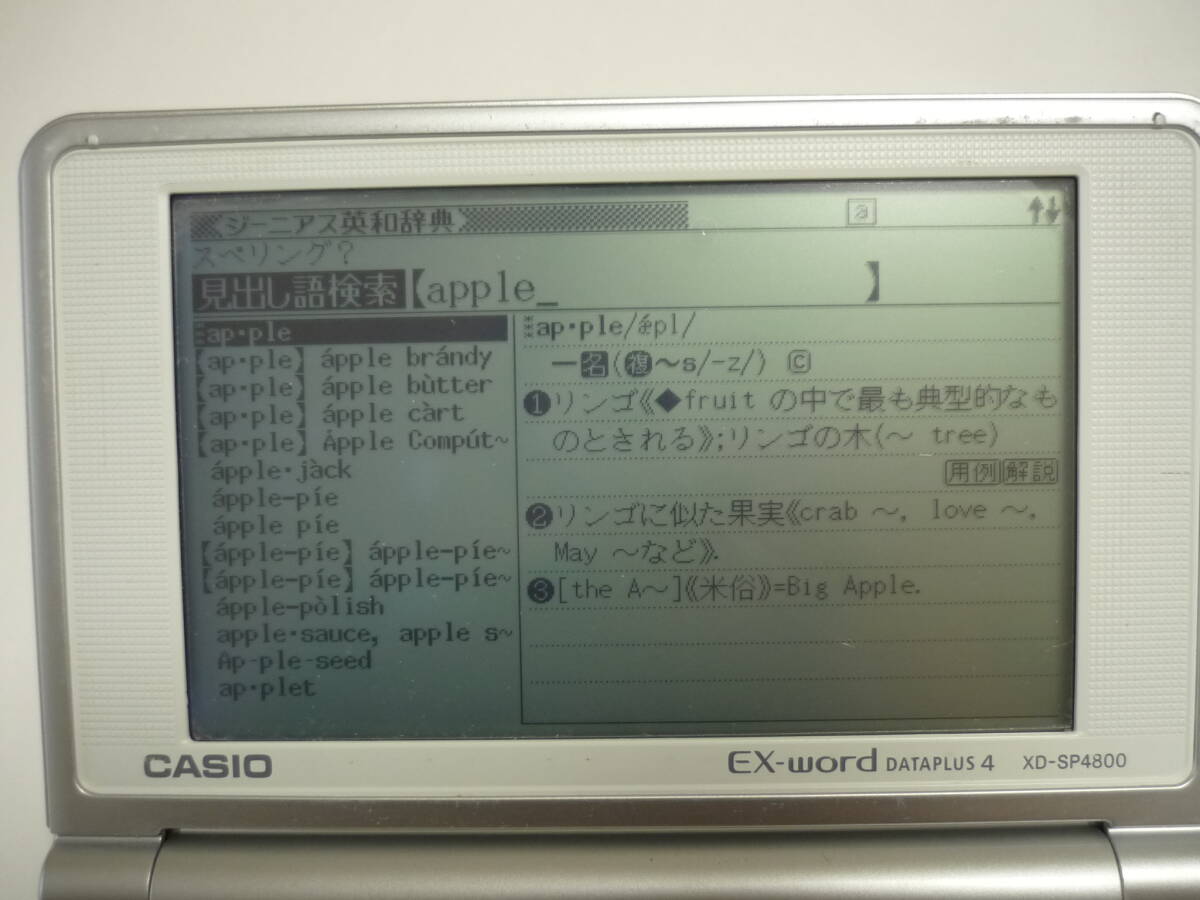 ジーニアス英和辞典 a
スペリング?
見出し語検索【apple_ 】
ap・ple
【ap・ple】 ápple brándy
【ap・ple】 ápple bùtter
【ap・ple】 ápple càrt
【ap・ple】 Ápple Compút~
ápple・jàck
ápple-píe
ápple píe
【ápple-píe】 ápple-píe~
【ápple-píe】 ápple-píe~
ápple-pòlish
apple・sauce, apple s~
Ap-ple-seed
ap・plet
ap・ple/ǽpl/
―名(複~s/-z/) C
❶リンゴ《◆fruit の中で最も典型的なも
のとされる》;リンゴの木(~ tree)
用例 解説
❷リンゴに似た果実《crab ~, love ~,
May ~など》.
❸[the A~]《米俗》=Big Apple.
CASIO EX-word DATAPLUS 4 XD-SP4800